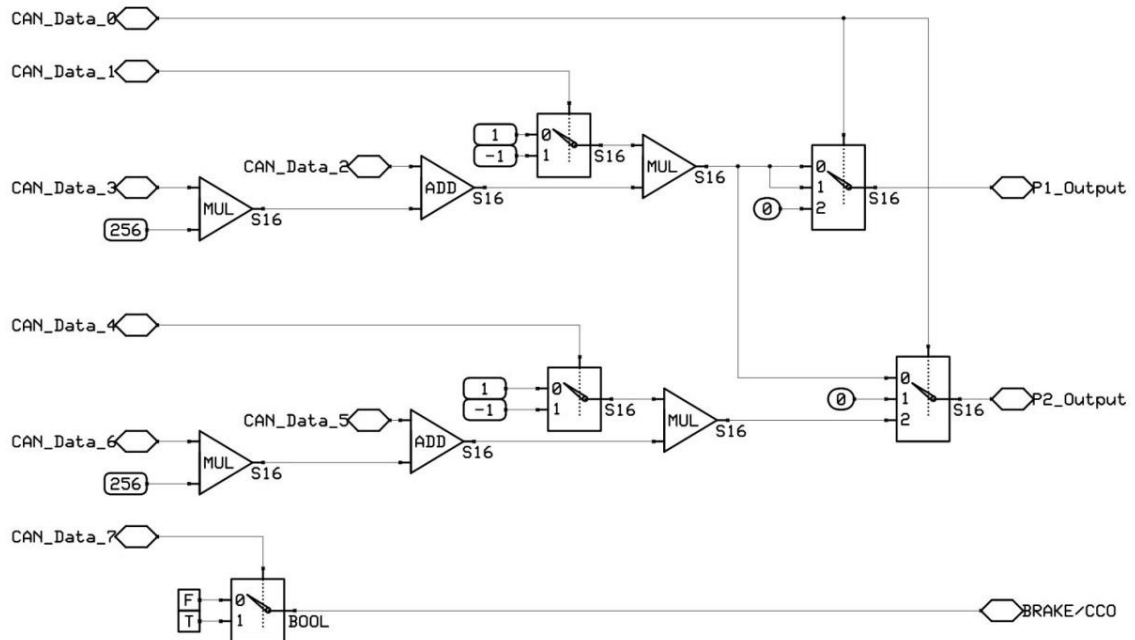 CAN_Data_0
CAN_Data_1
1
-1
0
1
S16
MUL
S16
CAN_Data_2
ADD
S16
CAN_Data_3
256
MUL
S16
0
0
1
2
S16
P1_Output
CAN_Data_4
1
-1
0
1
S16
MUL
S16
CAN_Data_5
ADD
S16
CAN_Data_6
256
MUL
S16
0
0
1
2
S16
P2_Output
CAN_Data_7
F
T
0
1
BOOL
BRAKE/CCO